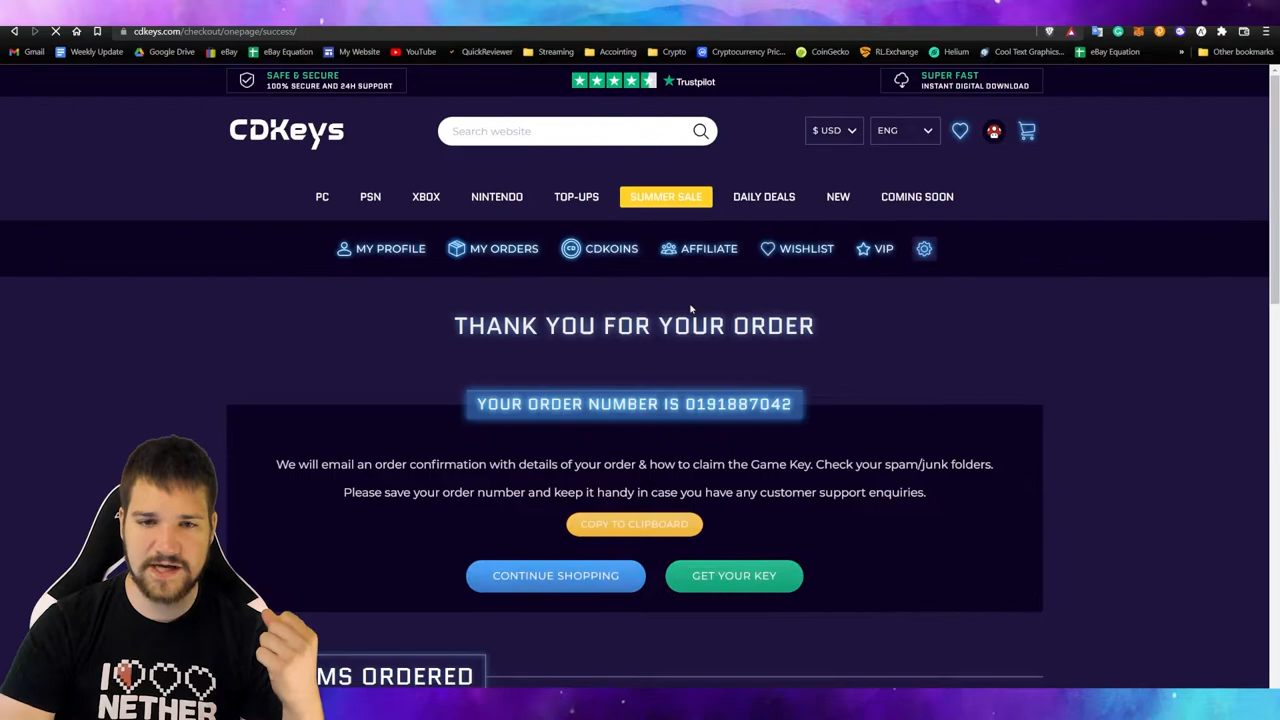 cdkeys.com/checkout/onepage/success/
Gmail Weekly Update Google Drive eBay eBay Equation My Website YouTube QuickReviewer Streaming Accointing Crypto Cryptocurrency Pric... CoinGecko RL.Exchange Helium Cool Text Graphics... eBay Equation » Other bookmarks
SAFE & SECURE
100% SECURE AND 24H SUPPORT
Trustpilot
SUPER FAST
INSTANT DIGITAL DOWNLOAD
CDKeys
Search website
$ USD
ENG
PC PSN XBOX NINTENDO TOP-UPS SUMMER SALE DAILY DEALS NEW COMING SOON
MY PROFILE MY ORDERS CD CDKOINS AFFILIATE WISHLIST VIP
THANK YOU FOR YOUR ORDER
YOUR ORDER NUMBER IS 0191887042
We will email an order confirmation with details of your order & how to claim the Game Key. Check your spam/junk folders.
Please save your order number and keep it handy in case you have any customer support enquiries.
COPY TO CLIPBOARD
CONTINUE SHOPPING
GET YOUR KEY
MS ORDERED
I
NETHER